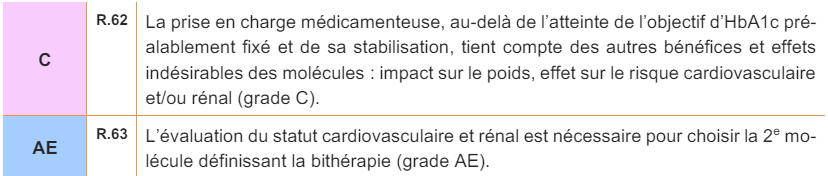 C
R.62
La prise en charge médicamenteuse, au-delà de l’atteinte de l’objectif d’HbA1c pré-
alablement fixé et de sa stabilisation, tient compte des autres bénéfices et effets
indésirables des molécules : impact sur le poids, effet sur le risque cardiovasculaire
et/ou rénal (grade C).
AE
R.63
L’évaluation du statut cardiovasculaire et rénal est nécessaire pour choisir la 2e mo-
lécule définissant la bithérapie (grade AE).